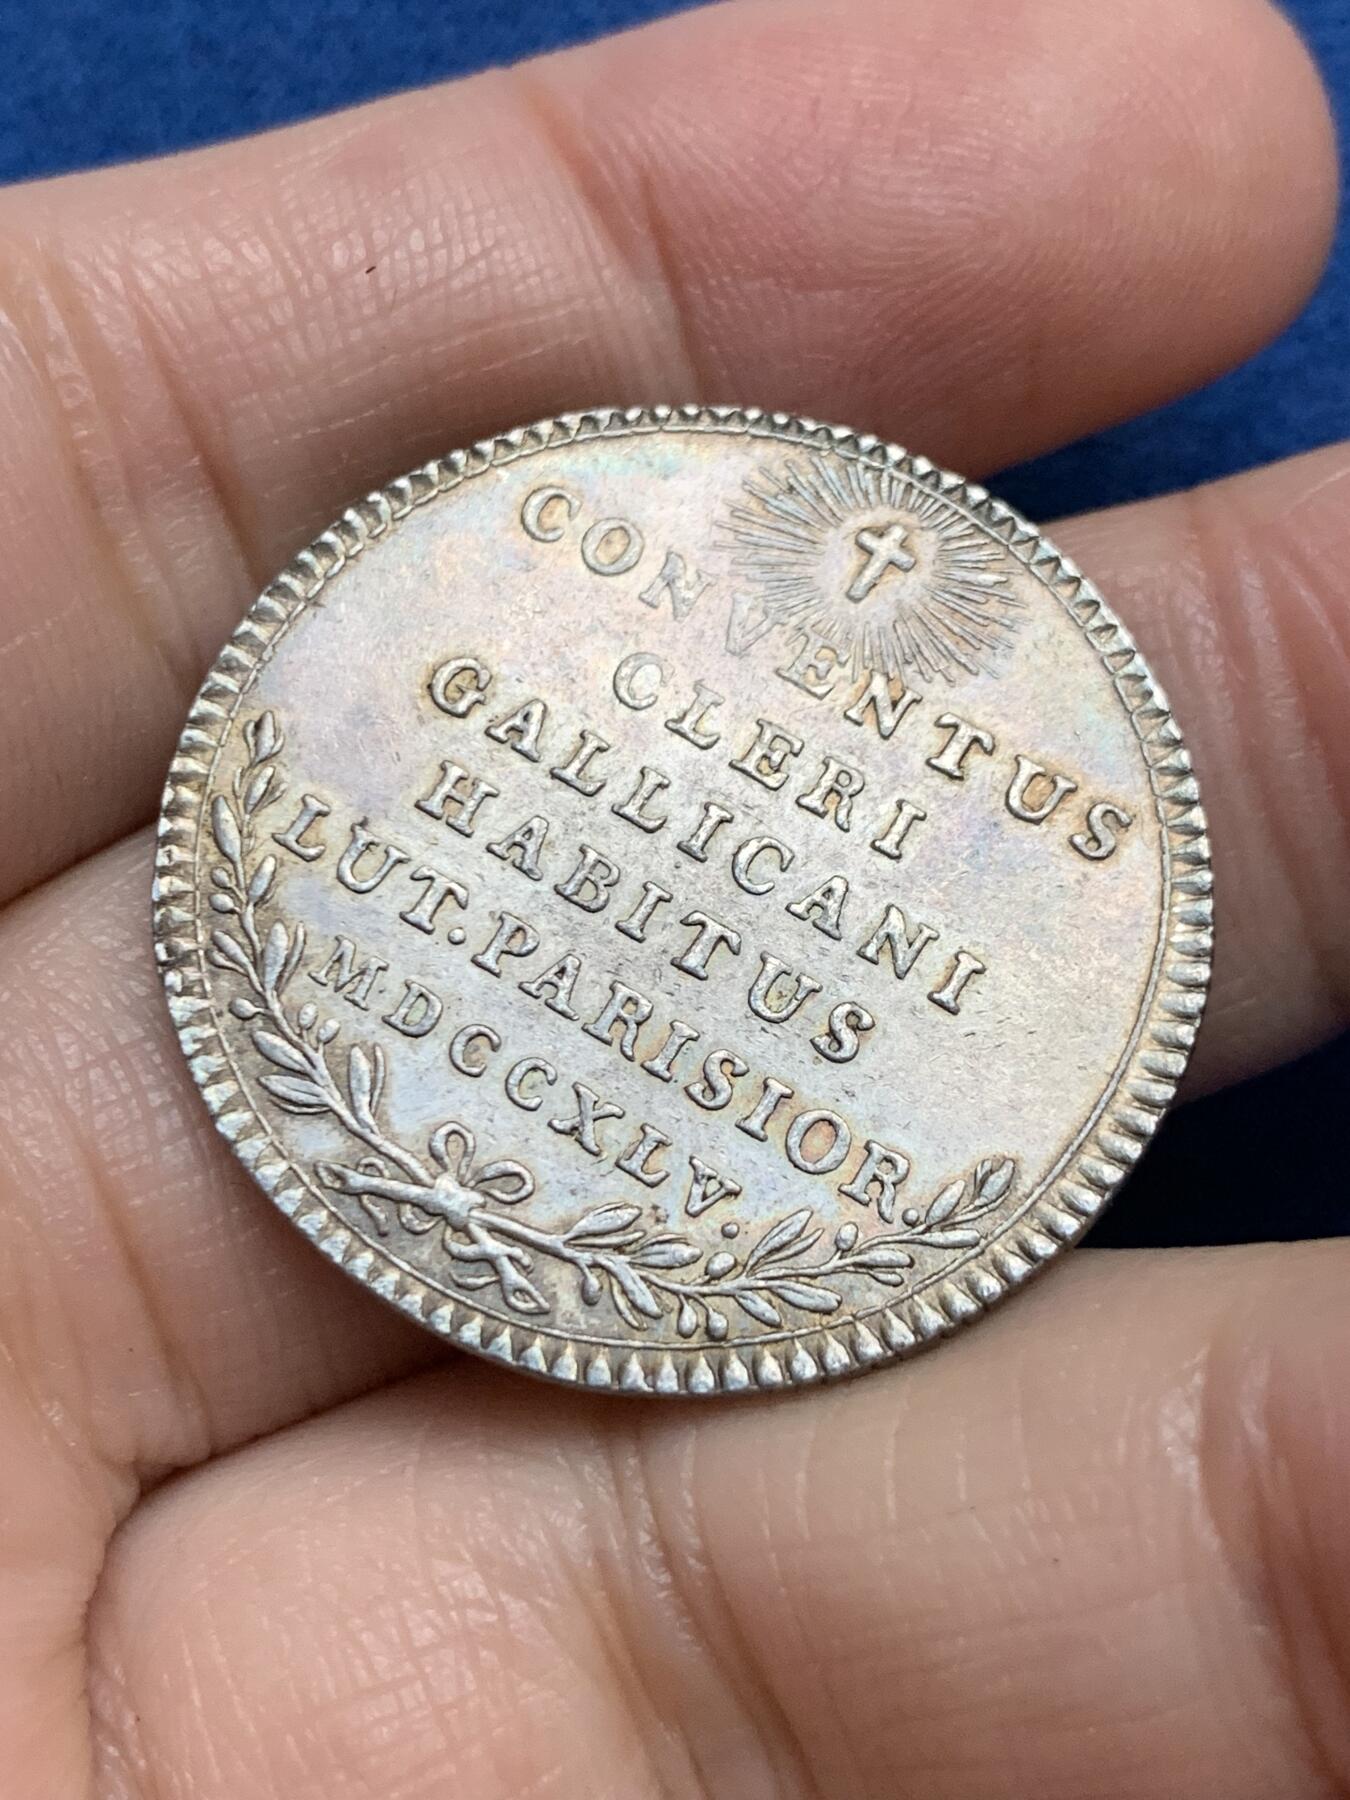 CONVENTUS
CLERI
GALLICANI
HABITUS
LUT. PARISIOR.
MDCCXLV.